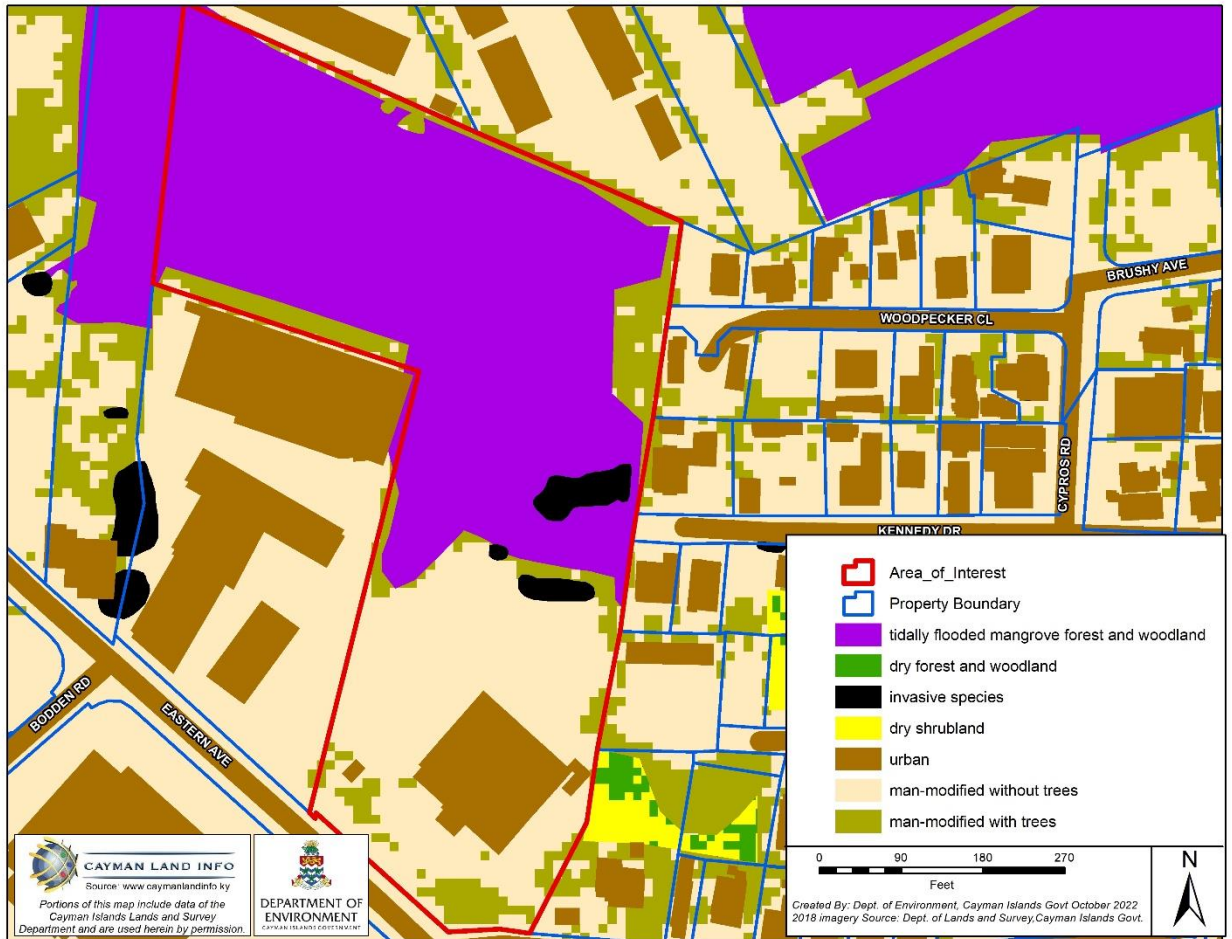 BRUSHY AVE
WOODPECKER CL
CYPROS RD
KENNEDY DR
BODDEN RD
EASTERN AVE
Area_of_Interest
Property Boundary
tidally flooded mangrove forest and woodland
dry forest and woodland
invasive species
dry shrubland
urban
man-modified without trees
man-modified with trees
0 90 180 270
Feet
N
Created By: Dept. of Environment, Cayman Islands Govt October 2022
2018 imagery Source: Dept. of Lands and Survey,Cayman Islands Govt.
CAYMAN LAND INFO
Source: www.caymanlandinfo.ky
Portions of this map include data of the
Cayman Islands Lands and Survey
Department and are used herein by permission.
DEPARTMENT OF
ENVIRONMENT
CAYMAN ISLANDS GOVERNMENT